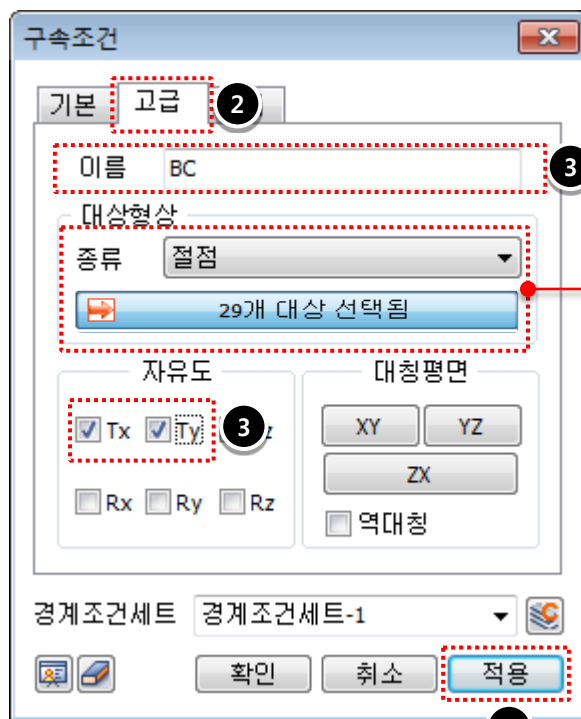 구속조건
기본 고급 2
이름 BC 3
대상형상
종류 절점
29개 대상 선택됨
자유도 대칭평면
Tx Ty 3 XY YZ
ZX
Rx Ry Rz
역대칭
경계조건세트 경계조건세트-1
확인 취소 적용